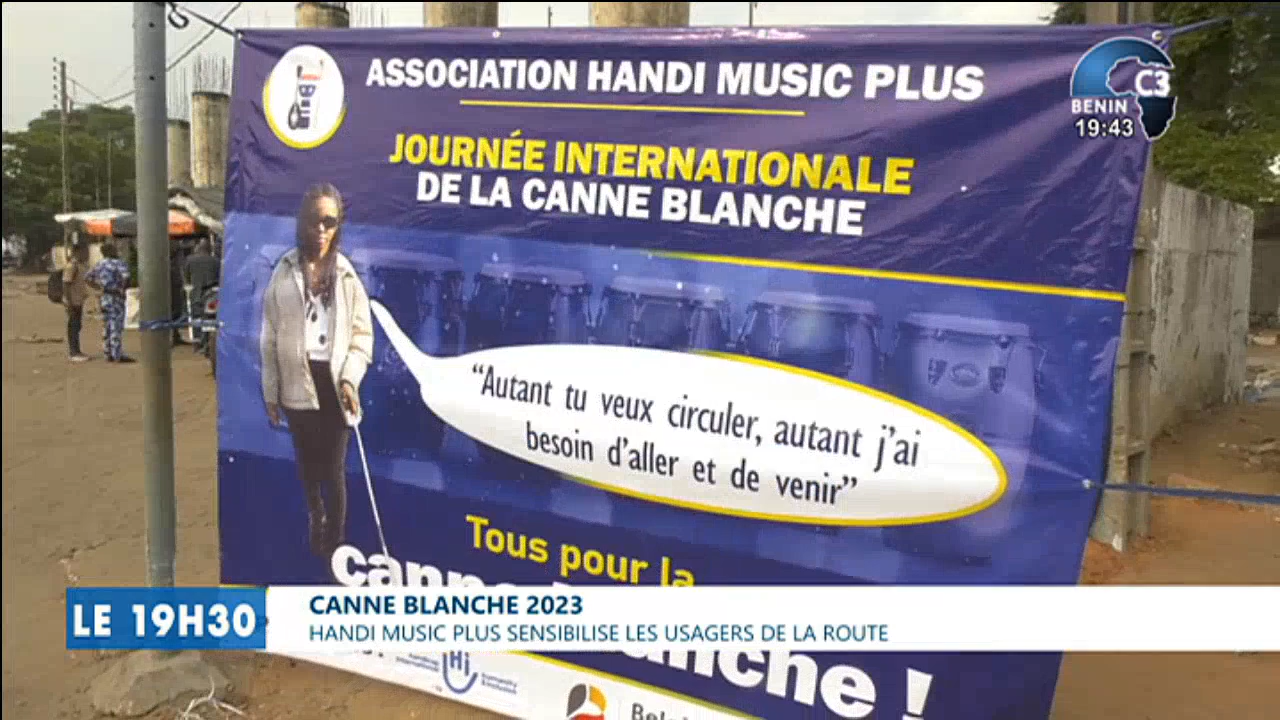 ASSOCIATION HANDI MUSIC PLUS
JOURNÉE INTERNATIONALE
DE LA CANNE BLANCHE
C3
BENIN
19:43
“Autant tu veux circuler, autant j’ai
besoin d’aller et de venir”
Tous pour la
LE 19H30
CANNE BLANCHE 2023
HANDI MUSIC PLUS SENSIBILISE LES USAGERS DE LA ROUTE
Hi